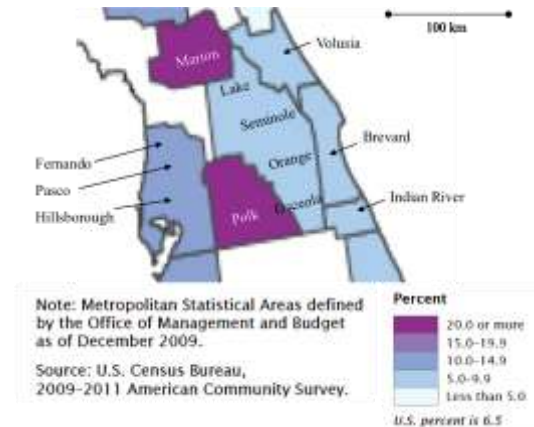 Volusia
100 km
Marion
Lake
Seminole
Brevard
Fernando
Orange
Pasco
Indian River
Hillsborough
Osceola
Polk
Note: Metropolitan Statistical Areas defined
by the Office of Management and Budget
as of December 2009.
Source: U.S. Census Bureau,
2009-2011 American Community Survey.
Percent
20.0 or more
15.0-19.9
10.0-14.9
5.0-9.9
Less than 5.0
U.S. percent is 6.5